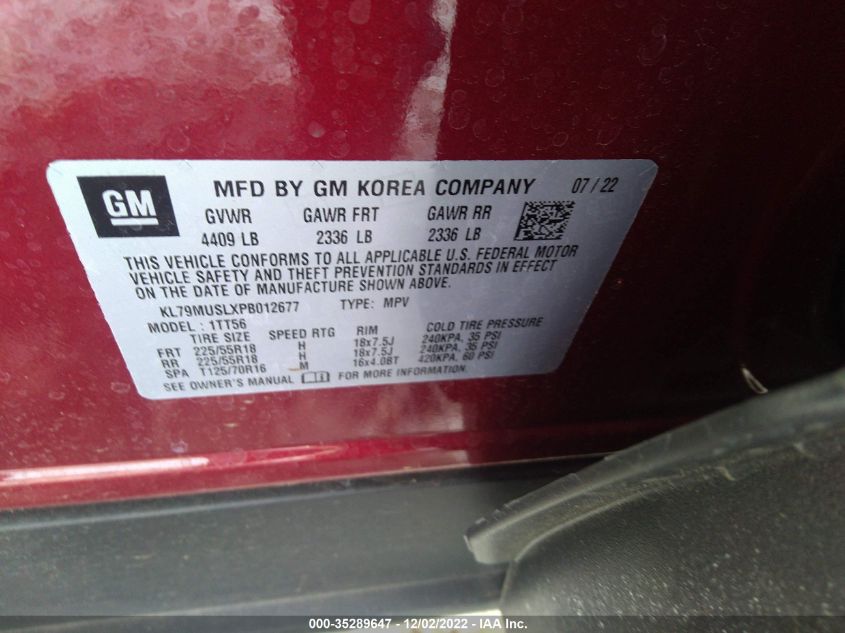 GM MFD BY GM KOREA COMPANY 07 / 22
GVWR GAWR FRT GAWR RR
4409 LB 2336 LB 2336 LB
THIS VEHICLE CONFORMS TO ALL APPLICABLE U.S. FEDERAL MOTOR
VEHICLE SAFETY AND THEFT PREVENTION STANDARDS IN EFFECT
ON THE DATE OF MANUFACTURE SHOWN ABOVE.
KL79MUSLXPB012677 TYPE: MPV
MODEL : 1TT56
TIRE SIZE SPEED RTG RIM COLD TIRE PRESSURE
FRT 225/55R18 H 18x7.5J 240KPA, 35 PSI
RR 225/55R18 H 18x7.5J 240KPA, 35 PSI
SPA T125/70R16 M 16x4.0BT 420KPA, 60 PSI
SEE OWNER'S MANUAL FOR MORE INFORMATION.
000-35289647 - 12/02/2022 - IAA Inc.